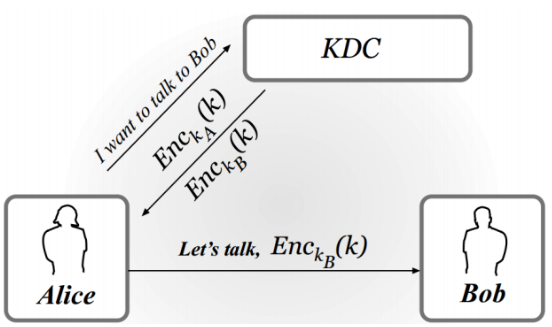 KDC
I want to talk to Bob
Enc_{k_A}(k)
Enc_{k_B}(k)
Let's talk, Enc_{k_B}(k)
Alice
Bob